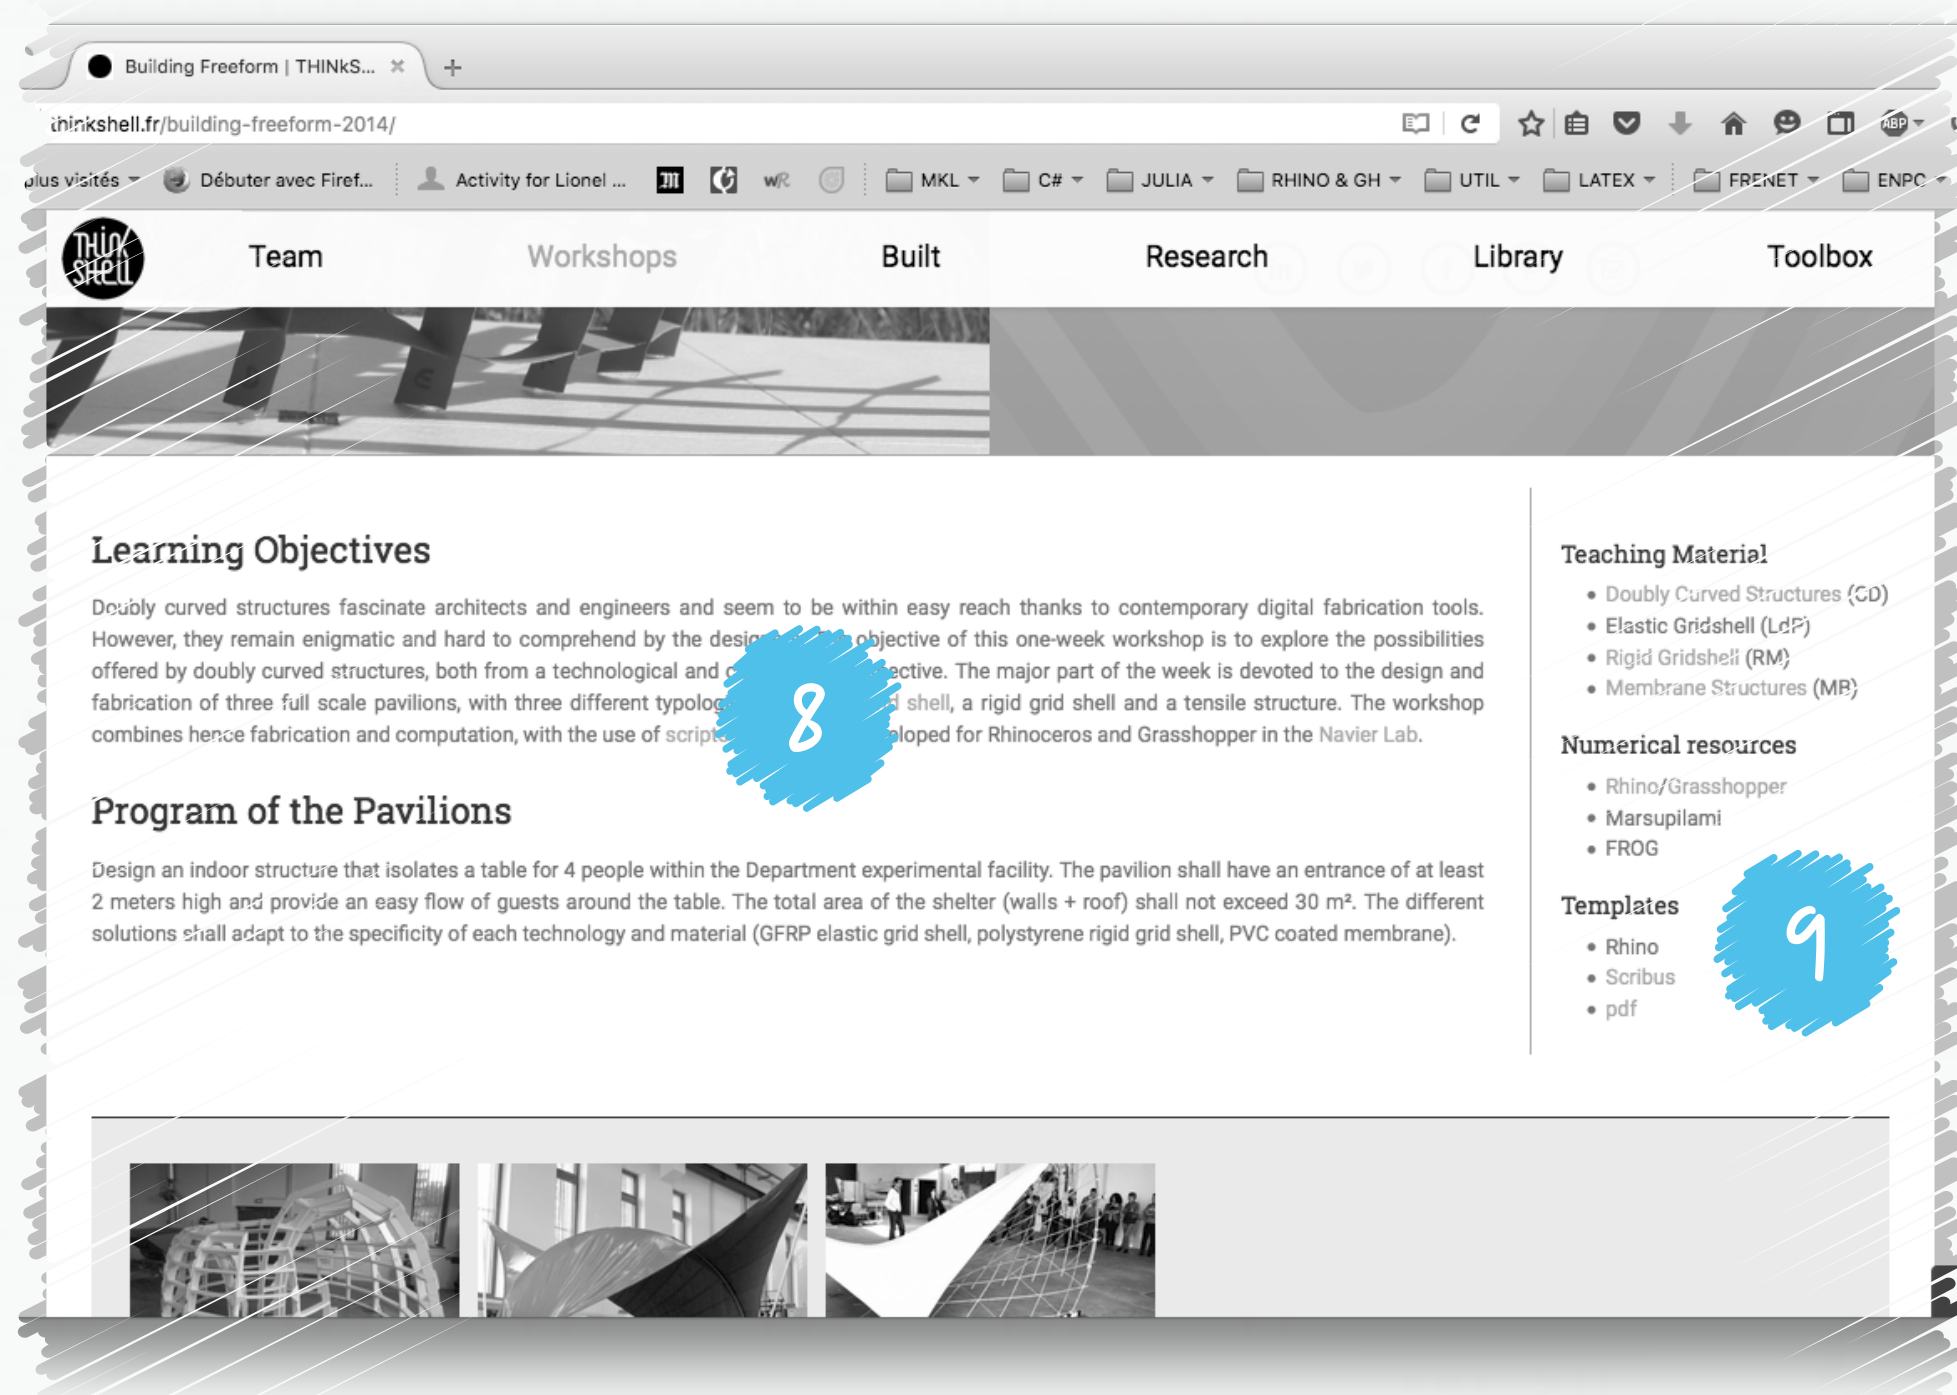 Building Freeform | THINkS...
thinkshell.fr/building-freeform-2014/
ABP
plus visités
Débuter avec Firef...
Activity for Lionel ...
MKL
C#
JULIA
RHINO & GH
UTIL
LATEX
FRENET
ENPC
THiNk SHELL
Team
Workshops
Built
Research
Library
Toolbox
Learning Objectives
Doubly curved structures fascinate architects and engineers and seem to be within easy reach thanks to contemporary digital fabrication tools.
However, they remain enigmatic and hard to comprehend by the objective of this one-week workshop is to explore the possibilities
offered by doubly curved structures, both from a technological and The major part of the week is devoted to the design and
fabrication of three full scale pavilions, with three different shell, a rigid grid shell and a tensile structure. The workshop
combines hence fabrication and computation, with the use of for Rhinoceros and Grasshopper in the Navier Lab.
8
Program of the Pavilions
Design an indoor structure that isolates a table for 4 people within the Department experimental facility. The pavilion shall have an entrance of at least
2 meters high and provide an easy flow of guests around the table. The total area of the shelter (walls + roof) shall not exceed 30 m². The different
solutions shall adapt to the specificity of each technology and material (GFRP elastic grid shell, polystyrene rigid grid shell, PVC coated membrane).
Teaching Material
Doubly Curved Structures (CD)
Elastic Gridshell (LdP)
Rigid Gridshell (RM)
Membrane Structures (MB)
Numerical resources
Rhino/Grasshopper
Marsupilami
FROG
Templates
Rhino
Scribus
pdf
9